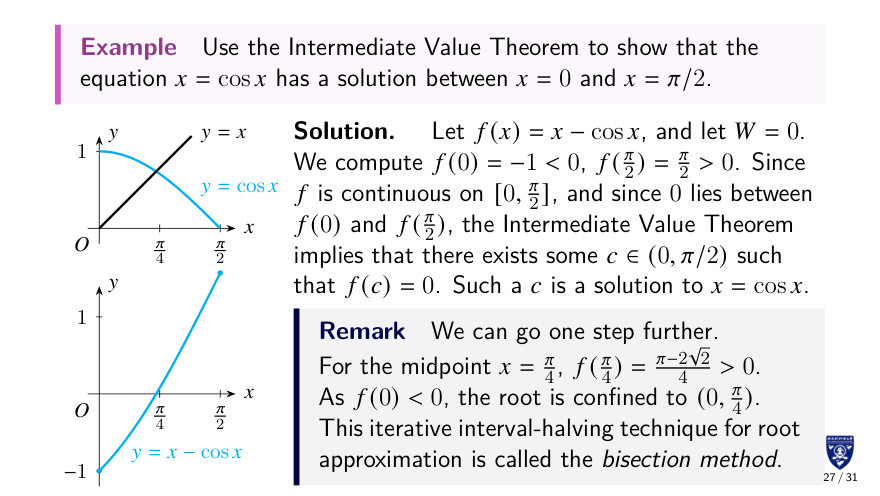 Example Use the Intermediate Value Theorem to show that the
equation x = cos x has a solution between x = 0 and x = π/2.
y
1
y = x
y = cos x
x
O
π/4
π/2
y
1
x
O
π/4
π/2
y = x − cos x
−1
Solution. Let f(x) = x − cos x, and let W = 0.
We compute f(0) = −1 < 0, f(π/2) = π/2 > 0. Since
f is continuous on [0, π/2], and since 0 lies between
f(0) and f(π/2), the Intermediate Value Theorem
implies that there exists some c ∈ (0, π/2) such
that f(c) = 0. Such a c is a solution to x = cos x.
Remark We can go one step further.
For the midpoint x = π/4, f(π/4) = (π−2√2)/4 > 0.
As f(0) < 0, the root is confined to (0, π/4).
This iterative interval-halving technique for root
approximation is called the bisection method.
27 / 31